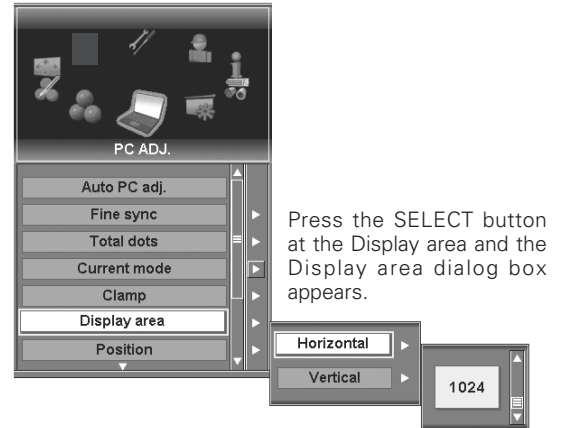 PC ADJ.
Auto PC adj.
Fine sync
Total dots
Current mode
Clamp
Display area
Position
Press the SELECT button
at the Display area and the
Display area dialog box
appears.
Horizontal
Vertical
1024